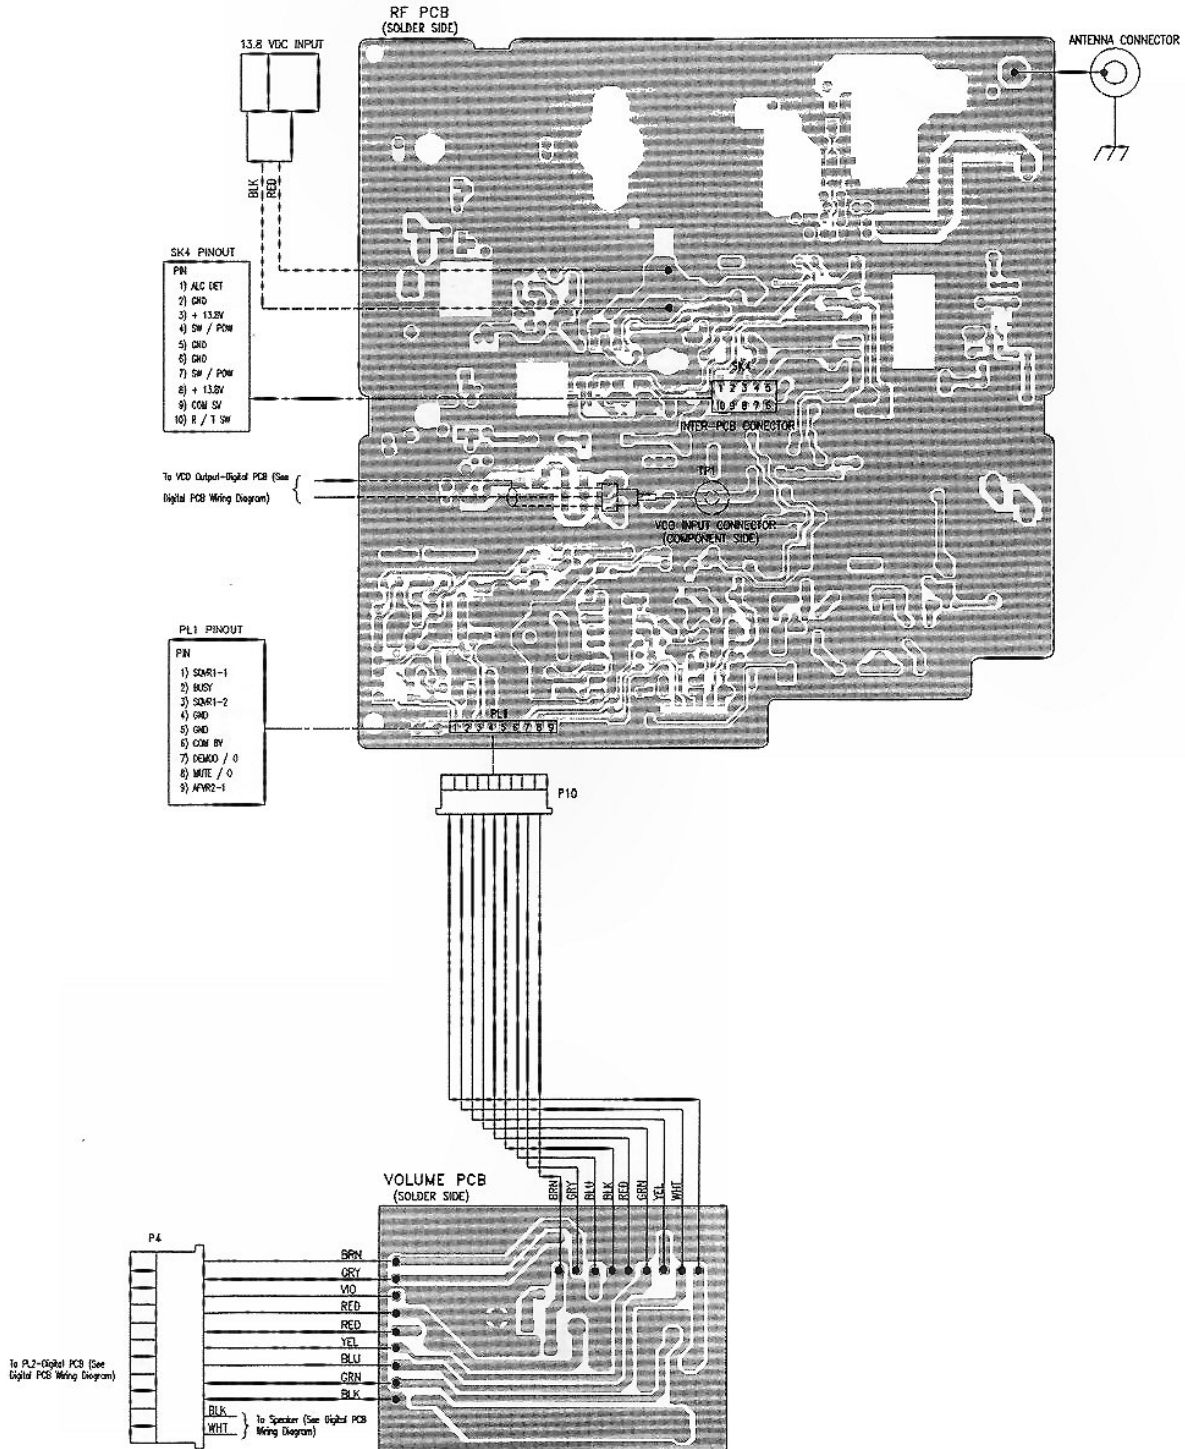 RF PCB
(SOLDER SIDE)
13.8 VDC INPUT
ANTENNA CONNECTOR
BLK
RED
SK4 PINOUT
PIN
1) ALC DET
2) GND
3) + 13.8V
4) SW / POW
5) GND
6) GND
7) SW / POW
8) + 13.8V
9) COM 5V
10) R / T SW
SK4
1 2 3 4 5
10 9 8 7 6
INTER-PCB CONECTOR
To VCO Output-Digital PCB (See
Digital PCB Wiring Diagram)
TP1
VCO INPUT CONNECTOR
(COMPONENT SIDE)
PL1 PINOUT
PIN
1) SQVR1-1
2) BUSY
3) SQVR1-2
4) GND
5) GND
6) COM 8V
7) DEMOD / O
8) MUTE / O
9) AFVR2-1
PL1
1 2 3 4 5 6 7 8 9
P10
VOLUME PCB
(SOLDER SIDE)
BRN
GRY
BLU
BLK
RED
GRN
YEL
WHT
P4
BRN
GRY
VIO
RED
RED
YEL
BLU
GRN
BLK
To PL2-Digital PCB (See
Digital PCB Wiring Diagram)
BLK
WHT
To Speaker (See Digital PCB
Wiring Diagram)